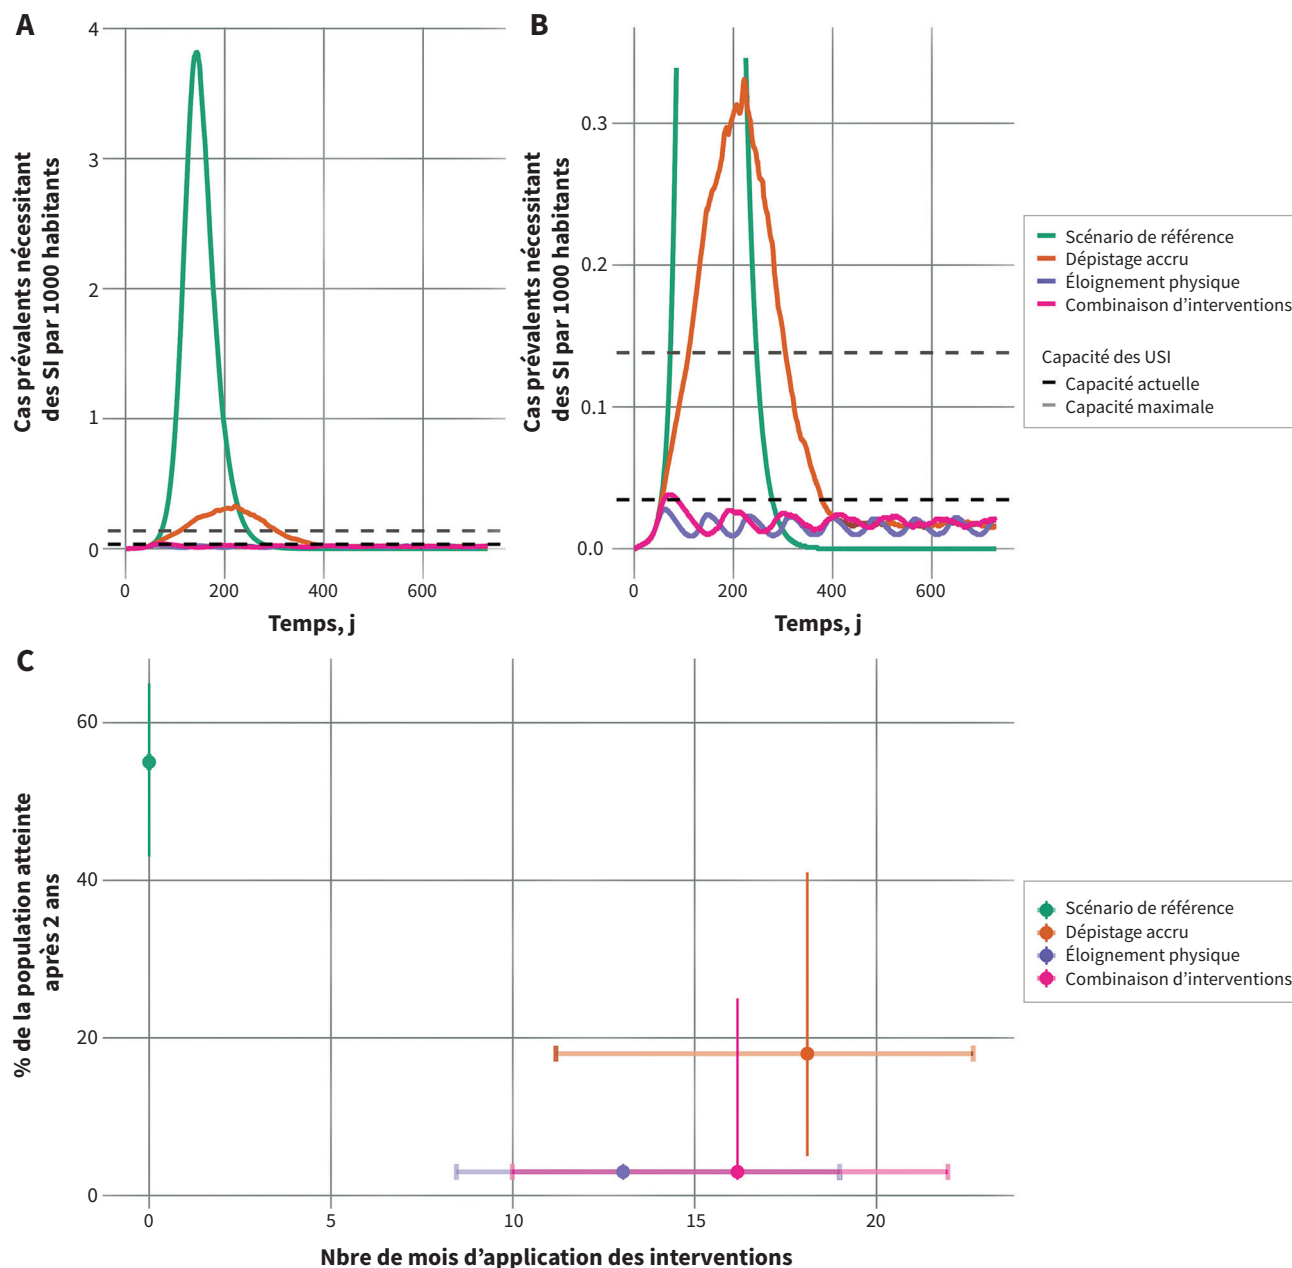 A
4
3
2
1
0
0
200
400
600
Cas prévalents nécessitant
des SI par 1000 habitants
Temps, j
B
0.3
0.2
0.1
0.0
0
200
400
600
Cas prévalents nécessitant
des SI par 1000 habitants
Temps, j
Scénario de référence
Dépistage accru
Éloignement physique
Combinaison d’interventions
Capacité des USI
Capacité actuelle
Capacité maximale
C
60
40
20
0
0
5
10
15
20
% de la population atteinte
après 2 ans
Nbre de mois d’application des interventions
Scénario de référence
Dépistage accru
Éloignement physique
Combinaison d’interventions